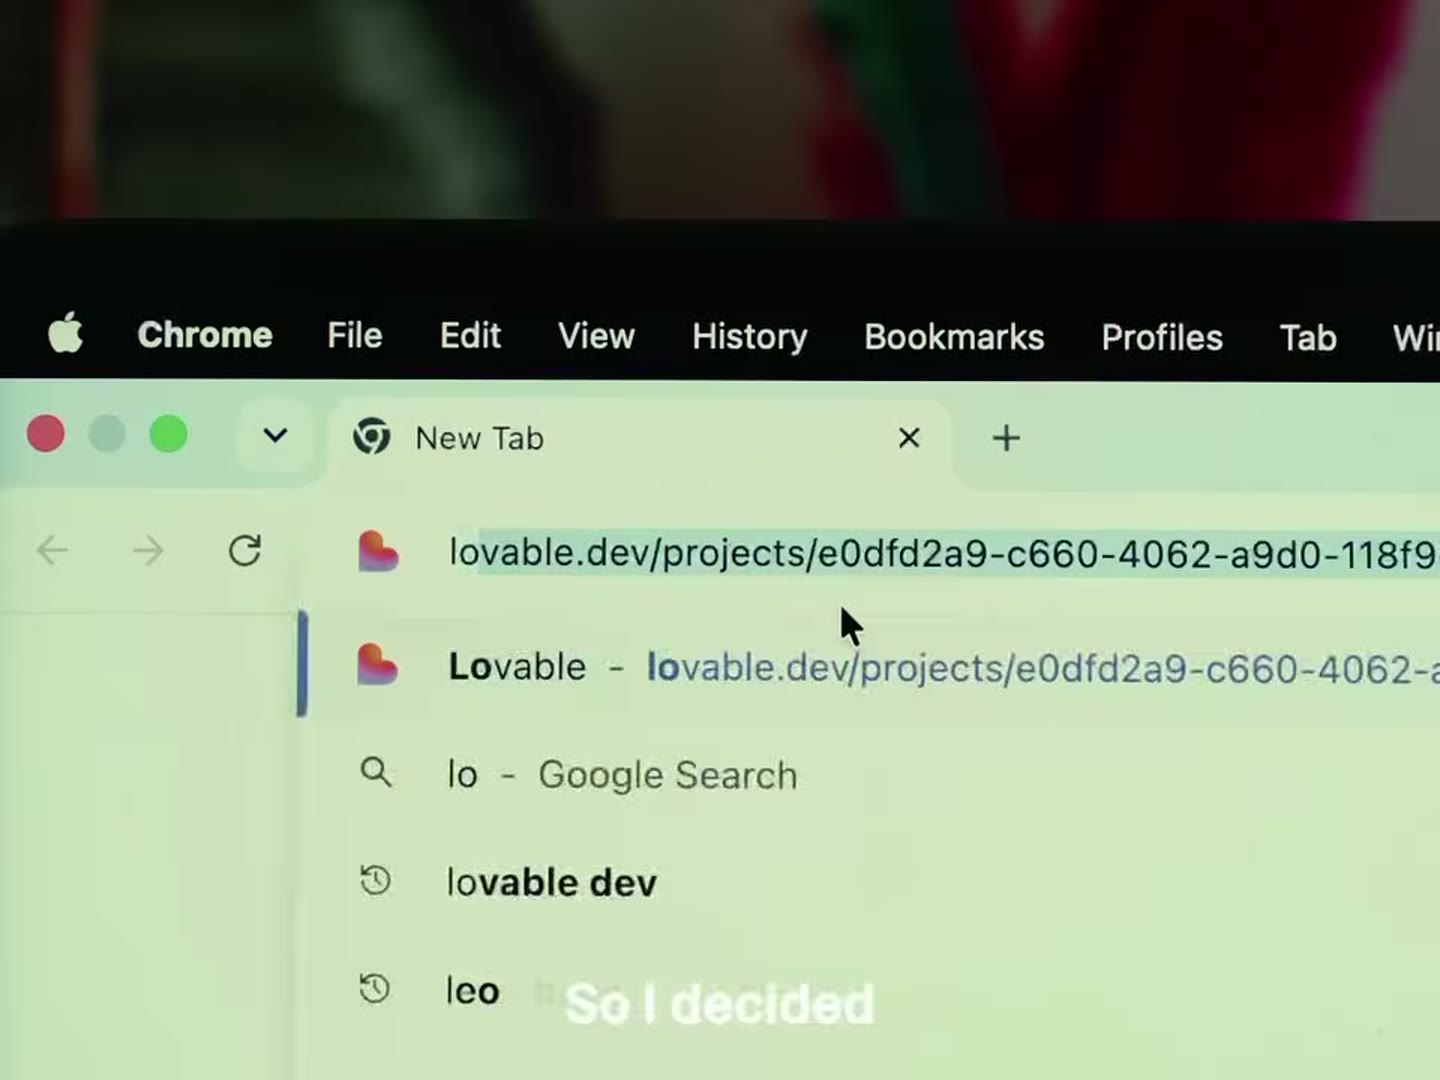 Chrome File Edit View History Bookmarks Profiles Tab
New Tab
lovable.dev/projects/e0dfd2a9-c660-4062-a9d0-118f9
Lovable - lovable.dev/projects/e0dfd2a9-c660-4062-a
lo - Google Search
lovable dev
leo
So I decided